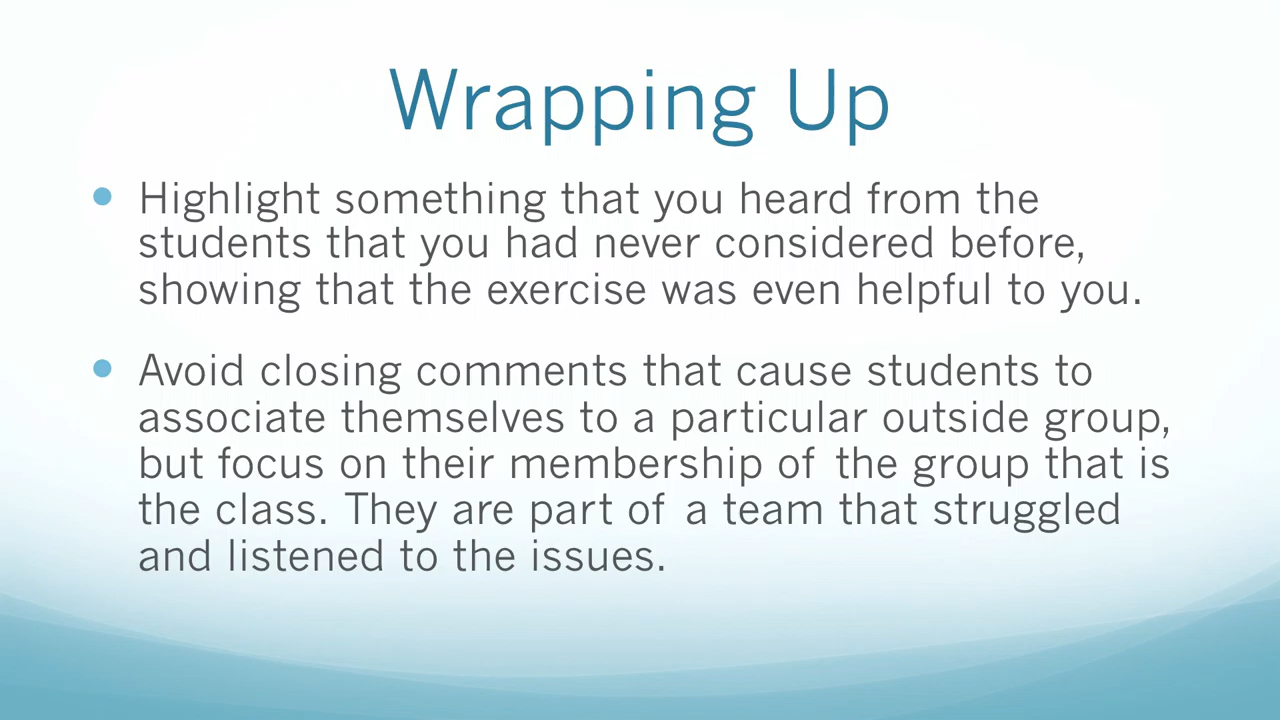 Wrapping Up
Highlight something that you heard from the
students that you had never considered before,
showing that the exercise was even helpful to you.
Avoid closing comments that cause students to
associate themselves to a particular outside group,
but focus on their membership of the group that is
the class. They are part of a team that struggled
and listened to the issues.